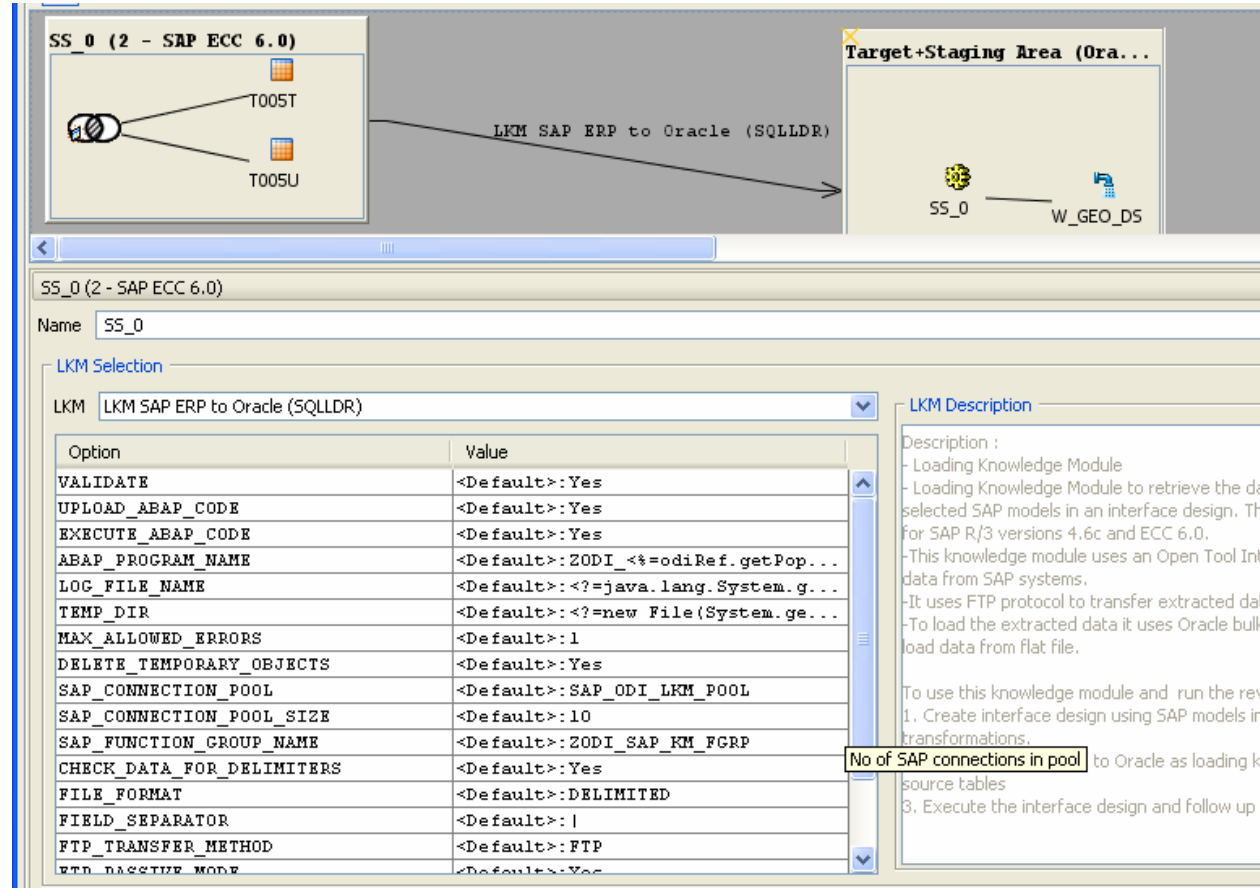 SS_0 (2 - SAP ECC 6.0)
T005T
T005U
LKM SAP ERP to Oracle (SQLLDR)
Target+Staging Area (Ora...
SS_0
W_GEO_DS
SS_0 (2 - SAP ECC 6.0)
Name SS_0
LKM Selection
LKM LKM SAP ERP to Oracle (SQLLDR)
Option Value
VALIDATE <Default>:Yes
UPLOAD_ABAP_CODE <Default>:Yes
EXECUTE_ABAP_CODE <Default>:Yes
ABAP_PROGRAM_NAME <Default>:ZODI_<%=odiRef.getPop...
LOG_FILE_NAME <Default>:<?=java.lang.System.g...
TEMP_DIR <Default>:<?=new File(System.ge...
MAX_ALLOWED_ERRORS <Default>:1
DELETE_TEMPORARY_OBJECTS <Default>:Yes
SAP_CONNECTION_POOL <Default>:SAP_ODI_LKM_POOL
SAP_CONNECTION_POOL_SIZE <Default>:10
SAP_FUNCTION_GROUP_NAME <Default>:ZODI_SAP_KM_FGRP
CHECK_DATA_FOR_DELIMITERS <Default>:Yes
FILE_FORMAT <Default>:DELIMITED
FIELD_SEPARATOR <Default>:|
FTP_TRANSFER_METHOD <Default>:FTP
FTP_PASSIVE_MODE <Default>:Yes
LKM Description
Description :
- Loading Knowledge Module
- Loading Knowledge Module to retrieve the
selected SAP models in an interface design.
for SAP R/3 versions 4.6c and ECC 6.0.
-This knowledge module uses an Open Tool
data from SAP systems.
-It uses FTP protocol to transfer extracted
-To load the extracted data it uses Oracle bulk
load data from flat file.
To use this knowledge module and run the
1. Create interface design using SAP models
transformations.
No of SAP connections in pool
to Oracle as loading
source tables
3. Execute the interface design and follow up